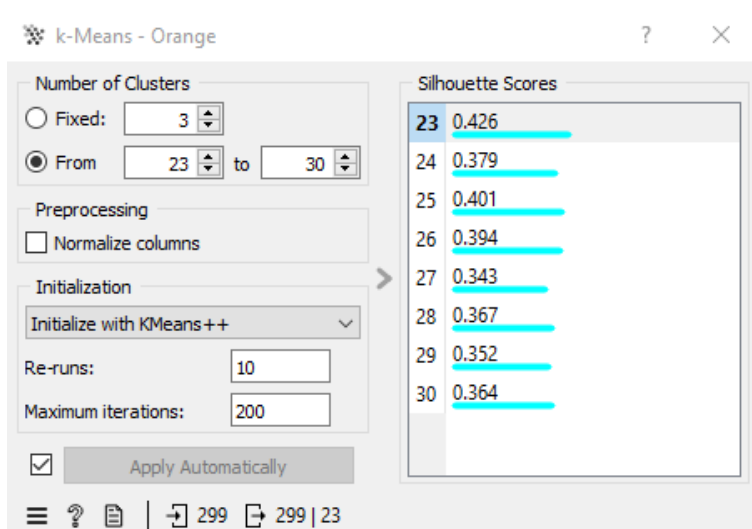 k-Means - Orange ? ×
Number of Clusters
Fixed: 3
From 23 to 30
Preprocessing
Normalize columns
Initialization
Initialize with KMeans++
Re-runs: 10
Maximum iterations: 200
Apply Automatically
? 299 299 | 23
Silhouette Scores
23 0.426
24 0.379
25 0.401
26 0.394
27 0.343
28 0.367
29 0.352
30 0.364